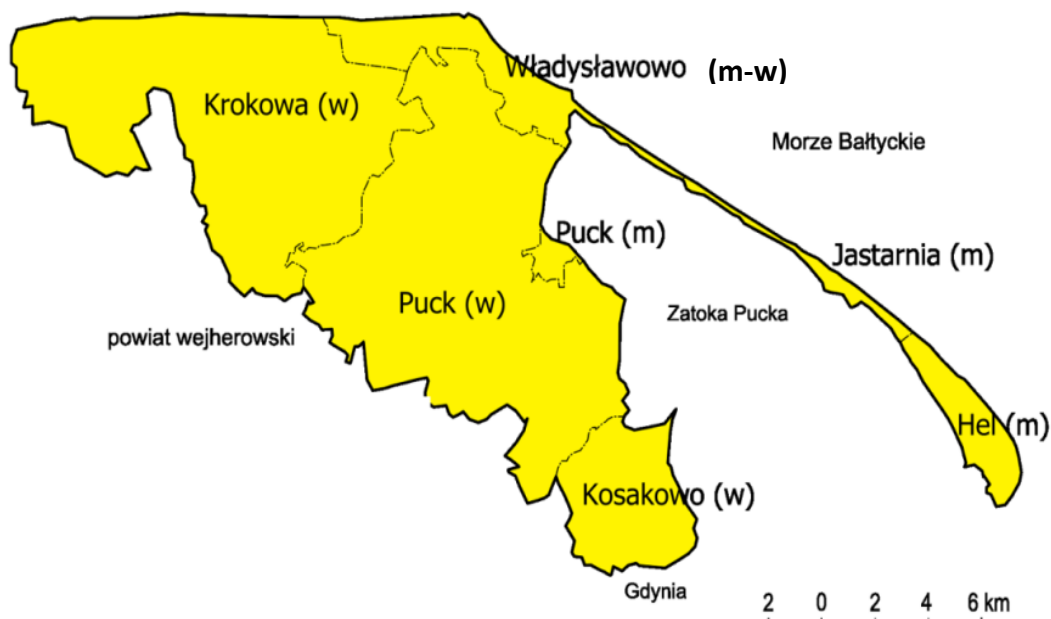 Władysławowo (m-w)
Krokowa (w)
Morze Bałtyckie
Puck (m)
Jastarnia (m)
Puck (w)
Zatoka Pucka
powiat wejherowski
Hel (m)
Kosakowo (w)
Gdynia
2 0 2 4 6 km